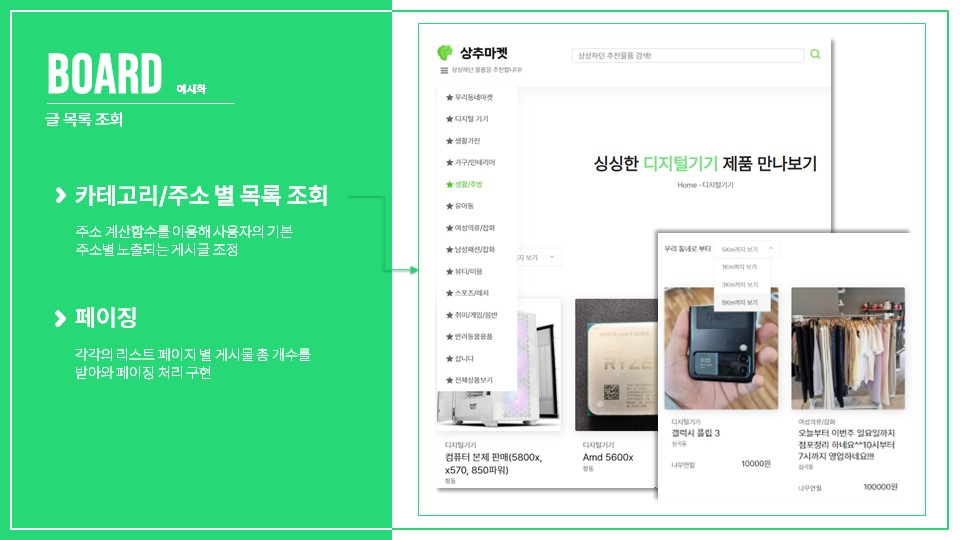 BOARD
이시화
글 목록 조회
카테고리/주소 별 목록 조회
주소 계산함수를 이용해 사용자의 기본
주소별 노출되는 게시글 조정
페이징
각각의 리스트 페이지 별 게시물 총 개수를
받아와 페이징 처리 구현
상추마켓
상상하던 물품을 추천합니다!
상상하던 추천물품 검색!
우리동네마켓
디지털 기기
생활가전
가구/인테리어
생활/주방
유아동
여성의류/잡화
남성패션/잡화
뷰티/미용
스포츠/레저
취미/게임/음반
반려동물용품
삽니다
전체상품보기
싱싱한 디지털기기 제품 만나보기
Home - 디지털기기
지 보기
RYZE
디지털기기
컴퓨터 본체 판매(5800x,
x570, 850파워)
창동
디지털기기
Amd 5600x
창동
우리 동네로 부터
5Km까지 보기
1Km까지 보기
3Km까지 보기
5Km까지 보기
디지털기기
갤럭시 플립 3
쌍곡동
나무연필
10000원
여성의류/잡화
오늘부터 이번주 일요일까지
점포정리 하네요^^10시부터
7시까지 영업하네요!!!
나무연필
100000원